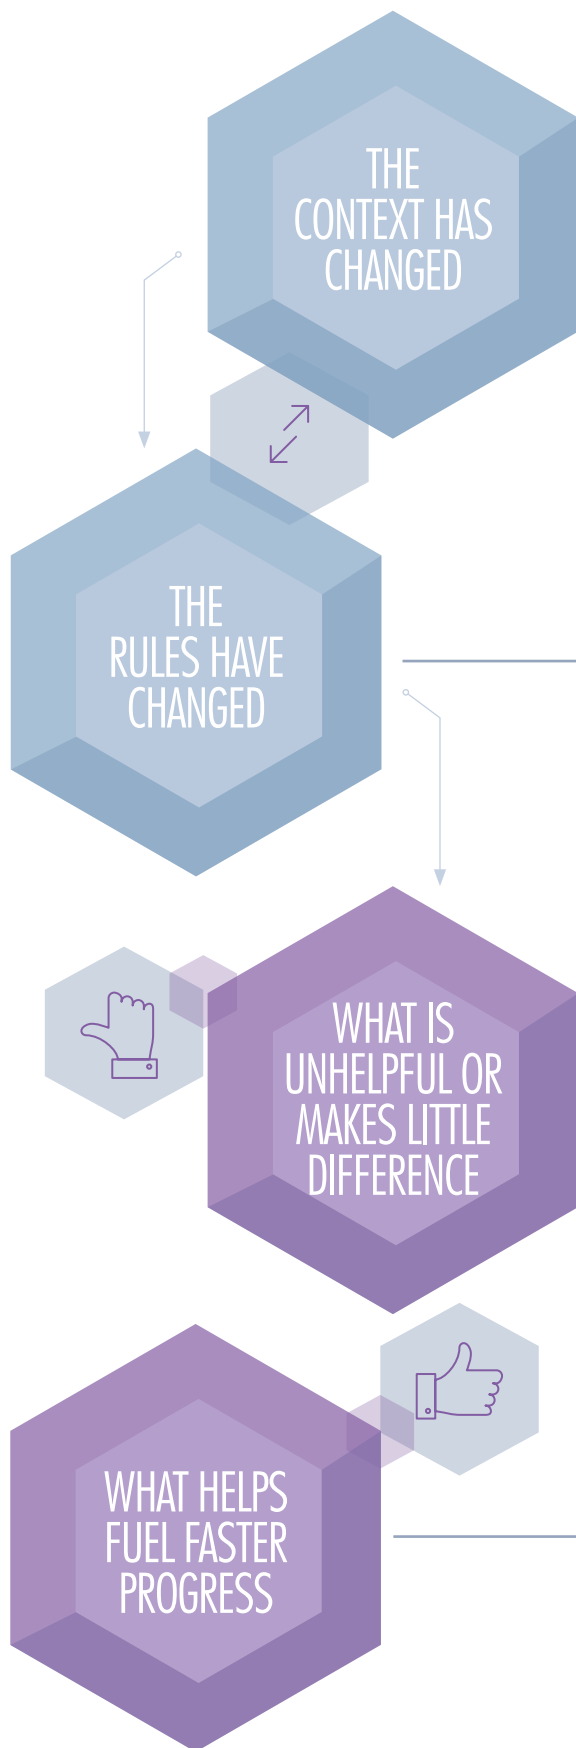 THE
CONTEXT HAS
CHANGED
THE
RULES HAVE
CHANGED
WHAT IS
UNHELPFUL OR
MAKES LITTLE
DIFFERENCE
WHAT HELPS
FUEL FASTER
PROGRESS